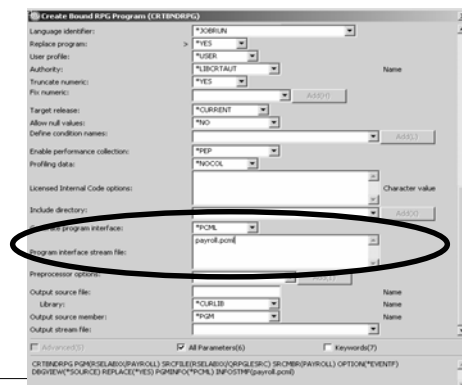 Create Bound RPG Program (CRTBNDRPG)
Language identifier: *JOBRUN
Replace program: > *YES
User profile: *USER
Authority: *LIBCRTAUT Name
Truncate numeric: *YES
Fix numeric: Add(H)
Target release: *CURRENT
Allow null values: *NO
Define condition names:
Enable performance collection: *PEP
Profiling data: *NOCOL
Licensed Internal Code options: Character value
Include directory:
program interface: *PCML
payroll.pcml
Program interface stream file:
Preprocessor options:
Output source file: Name
Library: *CURLIB Name
Output source member: *PGM Name
Output stream file:
Advanced(5) All Parameters(6) Keywords(7)
CRTBNDRPG PGM(RSELABXX/PAYROLL) SRCFILE(RSELABXX/QRPGLESRC) SRCMBR(PAYROLL) OPTION(*EVENTF)
DBGVIEW(*SOURCE) REPLACE(*YES) PGMINFO(*PCML) INFOSTMF(payroll.pcml)